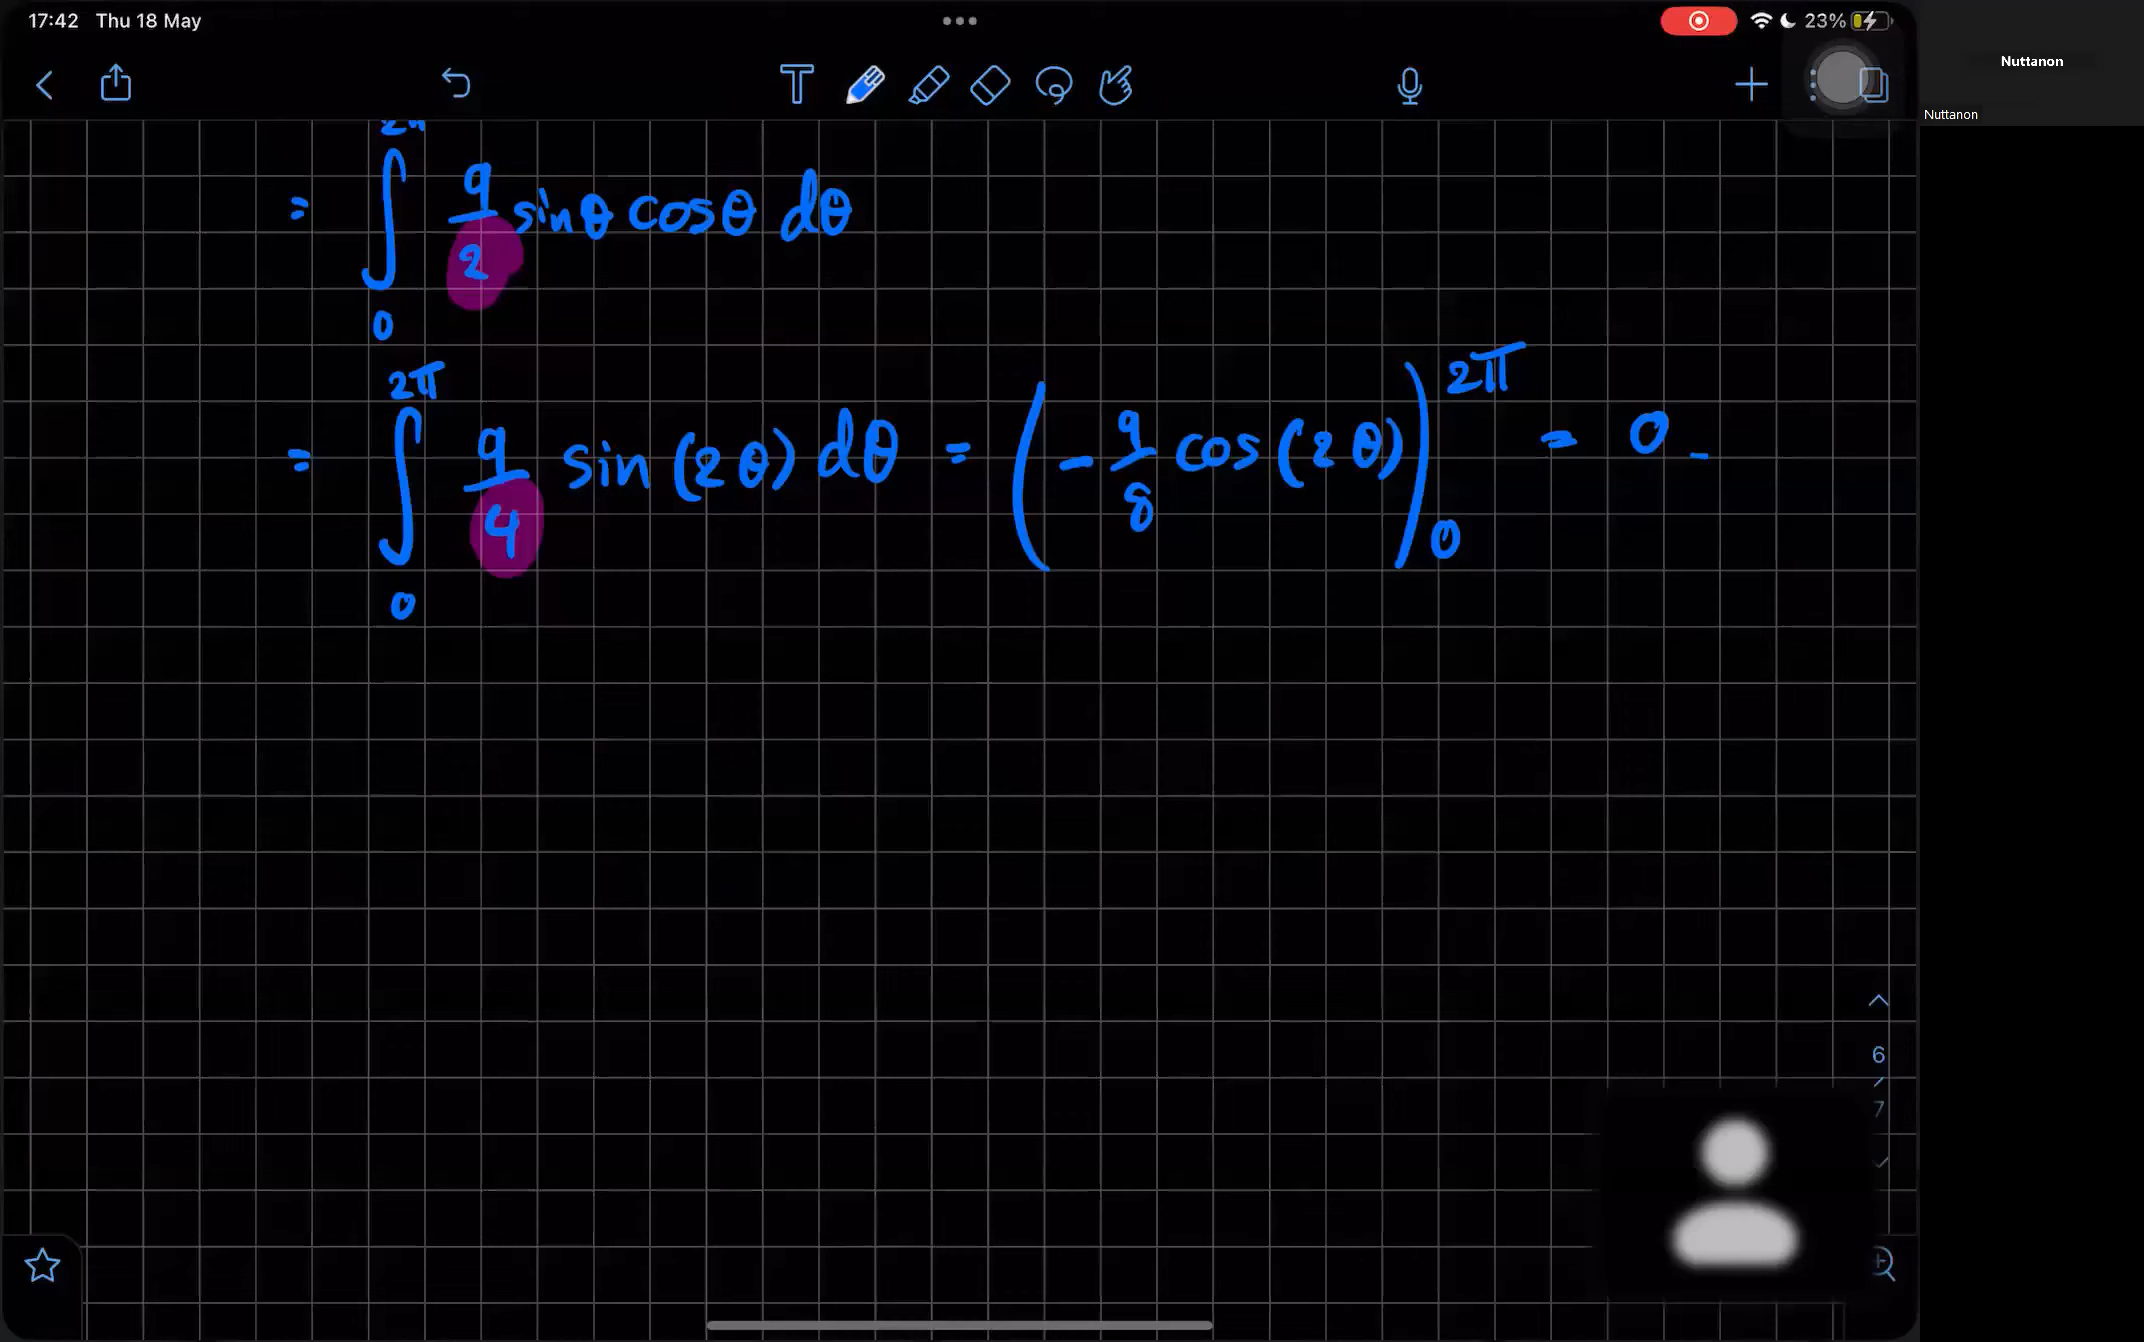 17:42 Thu 18 May
23%
Nuttanon
T
Nuttanon
2π
= ∫ 9/2 sinθ cosθ dθ
0
2π
= ∫ 9/4 sin(2θ) dθ = (-9/8 cos(2θ)) 2π 0 = 0
0
6
7